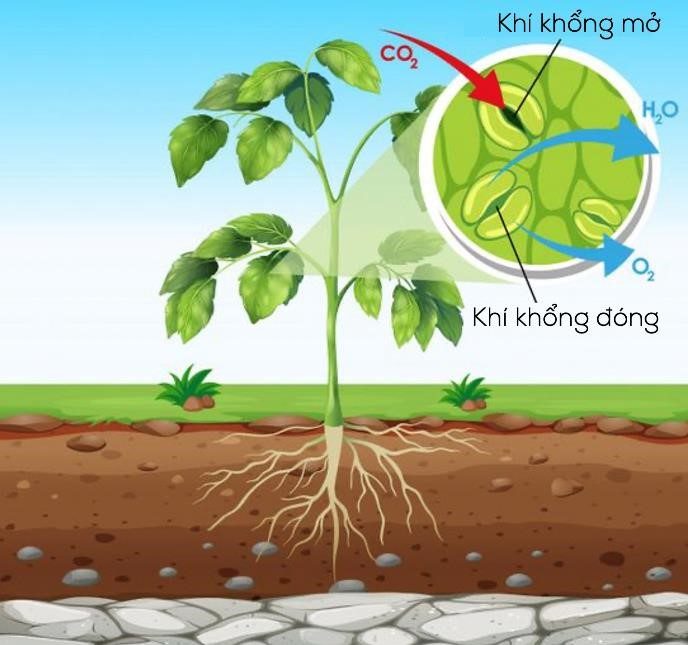 Khí khổng mở
CO₂
H₂O
O₂
Khí khổng đóng